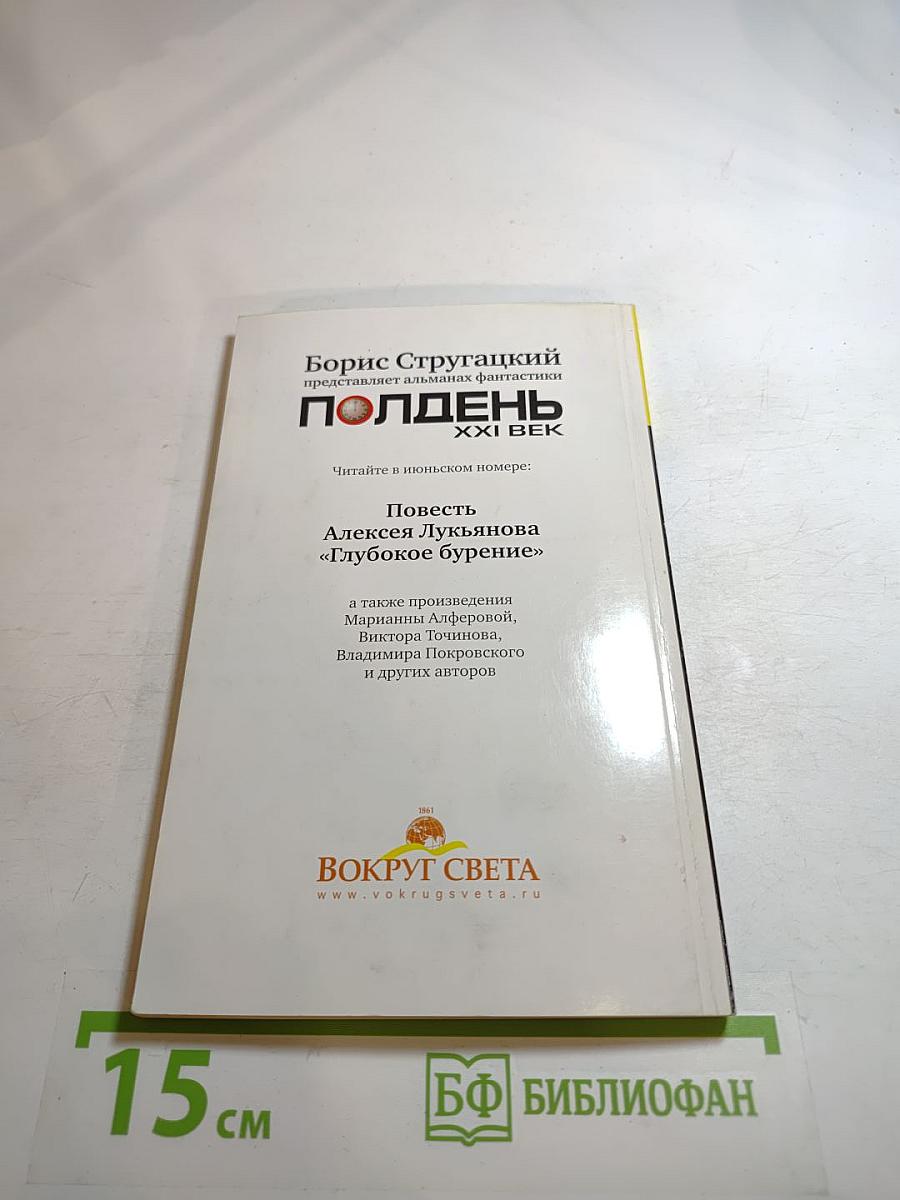 Борис Стругацкий
представляет альманах фантастики
ПОЛДЕНЬ
XXI ВЕК
Читайте в июньском номере:
Повесть
Алексея Лукьянова
«Глубокое бурение»
а также произведения
Марианны Алферовой,
Виктора Точинова,
Владимира Покровского
и других авторов
1861
ВОКРУГ СВЕТА
www.vokrugsveta.ru
15 см
БФ БИБЛИОФАН